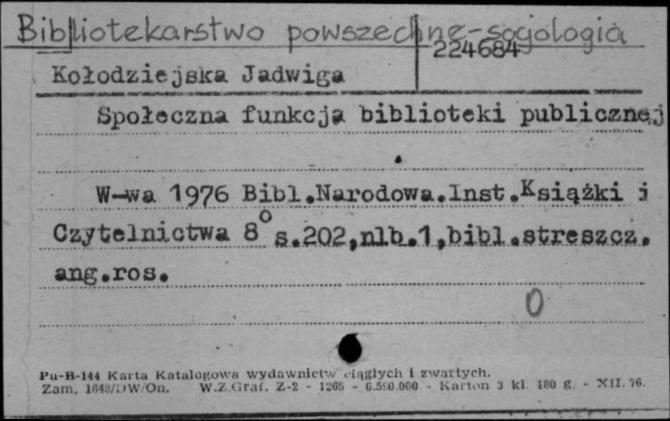 Bibliotekarstwo powszechne-socjologia
224684
Kołodziejska Jadwiga
Społeczna funkcja biblioteki publicznej
W-wa 1976 Bibl.Narodowa.Inst.Książki i
Czytelnictwa 8° s.202,nlb.1,bibl.streszcz.
ang.ros.
0
Pu-B-144 Karta Katalogowa wydawnictw ciągłych i zwartych.
Zam. 1648/DW/On. W.Z.Graf. Z-2 - 1265 - 6.500.000 - Karton 3 kl. 180 g. - XII. 76.